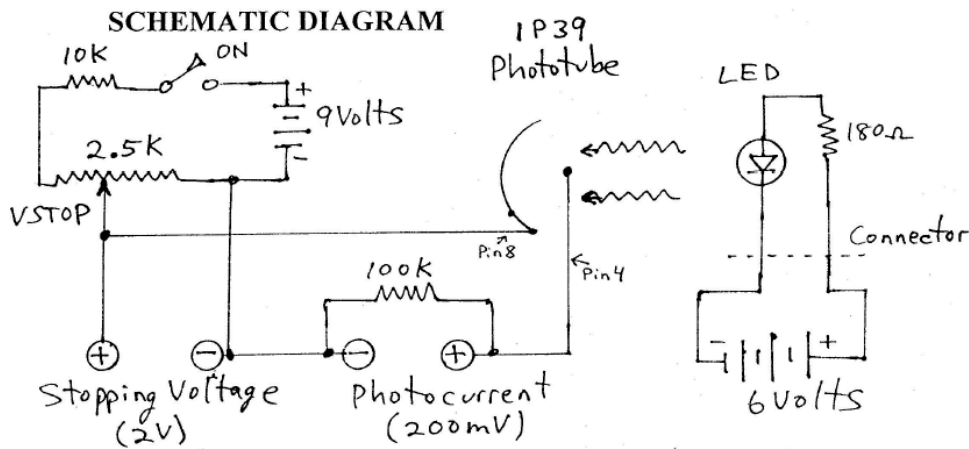 SCHEMATIC DIAGRAM
1P39
Phototube
10K
ON
+
9Volts
-
2.5K
VSTOP
LED
180Ω
Connector
Pin8
Pin4
100K
+
-
-
+
Stopping Voltage
(2V)
Photocurrent
(200mV)
-
+
6Volts